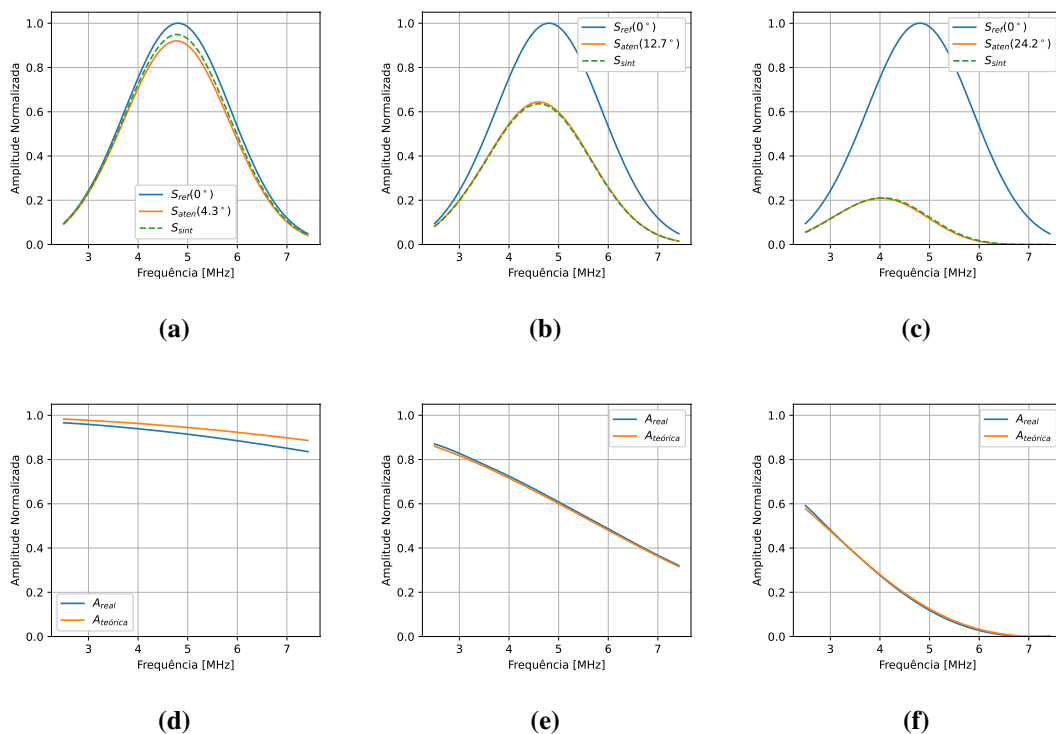 1.0
0.8
0.6
0.4
0.2
0.0
Amplitude Normalizada
S_ref(0°)
S_aten(4.3°)
S_sint
3 4 5 6 7
Frequência [MHz]
(a)
1.0
0.8
0.6
0.4
0.2
0.0
Amplitude Normalizada
S_ref(0°)
S_aten(12.7°)
S_sint
3 4 5 6 7
Frequência [MHz]
(b)
1.0
0.8
0.6
0.4
0.2
0.0
Amplitude Normalizada
S_ref(0°)
S_aten(24.2°)
S_sint
3 4 5 6 7
Frequência [MHz]
(c)
1.0
0.8
0.6
0.4
0.2
0.0
Amplitude Normalizada
A_real
A_teórica
3 4 5 6 7
Frequência [MHz]
(d)
1.0
0.8
0.6
0.4
0.2
0.0
Amplitude Normalizada
A_real
A_teórica
3 4 5 6 7
Frequência [MHz]
(e)
1.0
0.8
0.6
0.4
0.2
0.0
Amplitude Normalizada
A_real
A_teórica
3 4 5 6 7
Frequência [MHz]
(f)